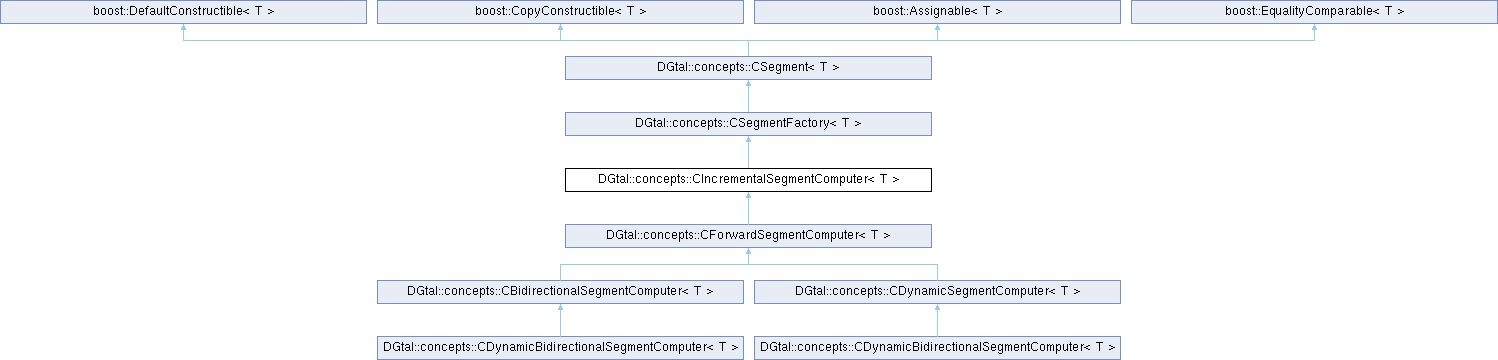 boost::DefaultConstructible< T >
boost::CopyConstructible< T >
boost::Assignable< T >
boost::EqualityComparable< T >
DGtal::concepts::CSegment< T >
DGtal::concepts::CSegmentFactory< T >
DGtal::concepts::CIncrementalSegmentComputer< T >
DGtal::concepts::CForwardSegmentComputer< T >
DGtal::concepts::CBidirectionalSegmentComputer< T >
DGtal::concepts::CDynamicSegmentComputer< T >
DGtal::concepts::CDynamicBidirectionalSegmentComputer< T >
DGtal::concepts::CDynamicBidirectionalSegmentComputer< T >